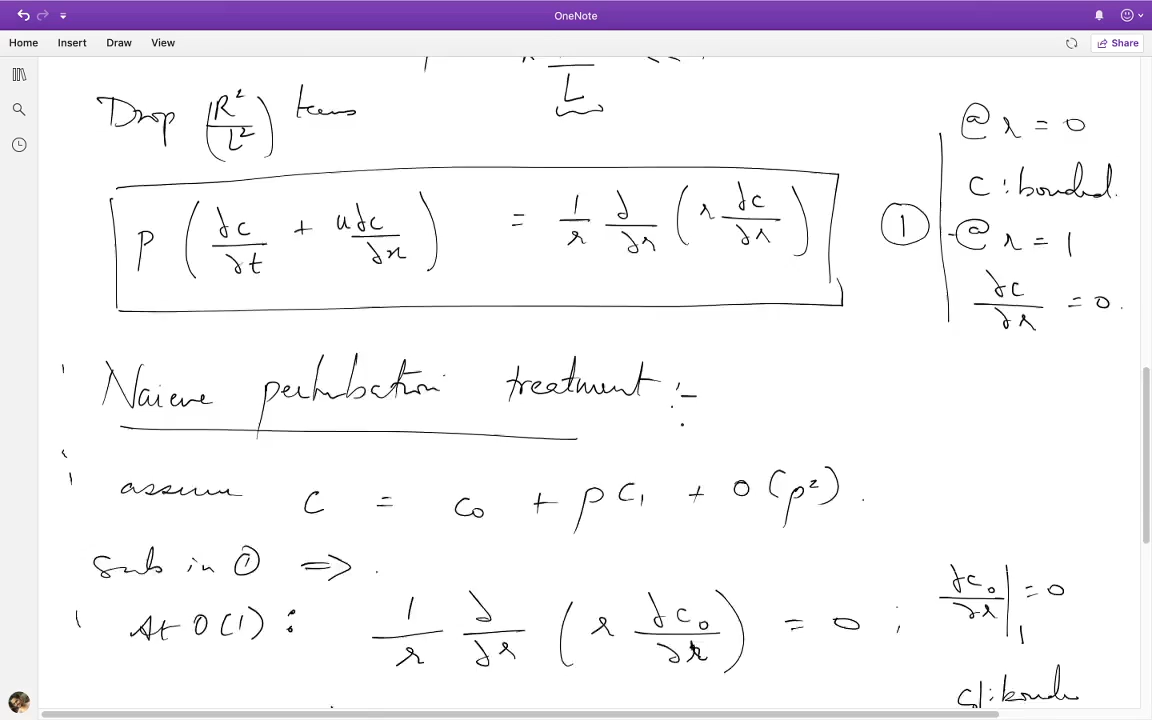 OneNote
Home Insert Draw View Share
L
Drop (R²/L²) terms
p (∂c/∂t + u ∂c/∂x) = 1/r ∂/∂r (r ∂c/∂r) ①
@ r = 0
C : bonded.
@ r = 1
∂c/∂r = 0.
Naieve perturbation treatment :-
assume C = c₀ + p C₁ + O(p²).
Sub in ① =>
At O(1) : 1/r ∂/∂r (r ∂c₀/∂r) = 0 ; ∂c₀/∂r |₁ = 0